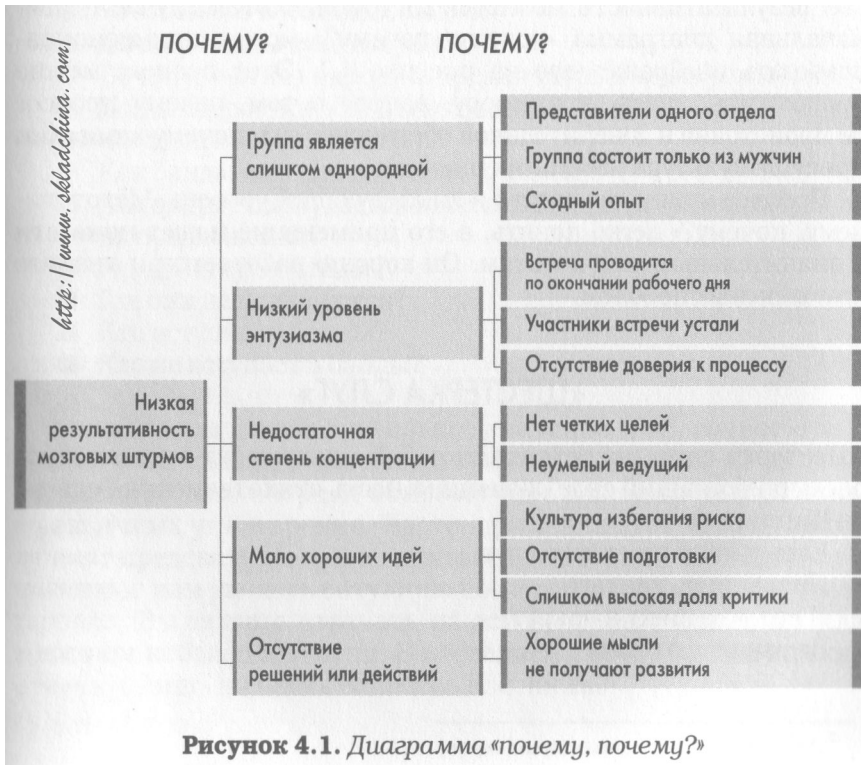 ПОЧЕМУ?
ПОЧЕМУ?
http://www.skladchina.com/
Группа является
слишком однородной
Представители одного отдела
Группа состоит только из мужчин
Сходный опыт
Низкий уровень
энтузиазма
Встреча проводится
по окончании рабочего дня
Участники встречи устали
Отсутствие доверия к процессу
Низкая
результативность
мозговых штурмов
Недостаточная
степень концентрации
Нет четких целей
Неумелый ведущий
Мало хороших идей
Культура избегания риска
Отсутствие подготовки
Слишком высокая доля критики
Отсутствие
решений или действий
Хорошие мысли
не получают развития
Рисунок 4.1. Диаграмма «почему, почему?»